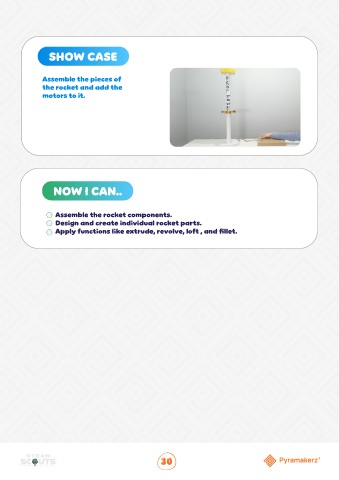 SHOW CASE
Assemble the pieces of
the rocket and add the
motors to it.
NOW I CAN..
Assemble the rocket components.
Design and create individual rocket parts.
Apply functions like extrude, revolve, loft , and fillet.
SCOUTS
30
Pyramakerz